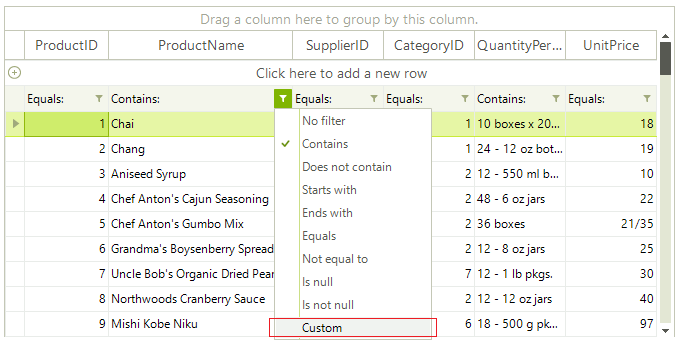 Drag a column here to group by this column.
ProductID ProductName SupplierID CategoryID QuantityPer... UnitPrice
Click here to add a new row
Equals: Contains: Equals: Equals: Contains: Equals:
1 Chai 1 10 boxes x 20... 18
2 Chang 1 24 - 12 oz bot... 19
3 Aniseed Syrup 2 12 - 550 ml b... 10
4 Chef Anton's Cajun Seasoning 2 48 - 6 oz jars 22
5 Chef Anton's Gumbo Mix 2 36 boxes 21/35
6 Grandma's Boysenberry Spread 2 12 - 8 oz jars 25
7 Uncle Bob's Organic Dried Pear 7 12 - 1 lb pkgs. 30
8 Northwoods Cranberry Sauce 2 12 - 12 oz jars 40
9 Mishi Kobe Niku 6 18 - 500 g pk... 97
No filter
Contains
Does not contain
Starts with
Ends with
Equals
Not equal to
Is null
Is not null
Custom